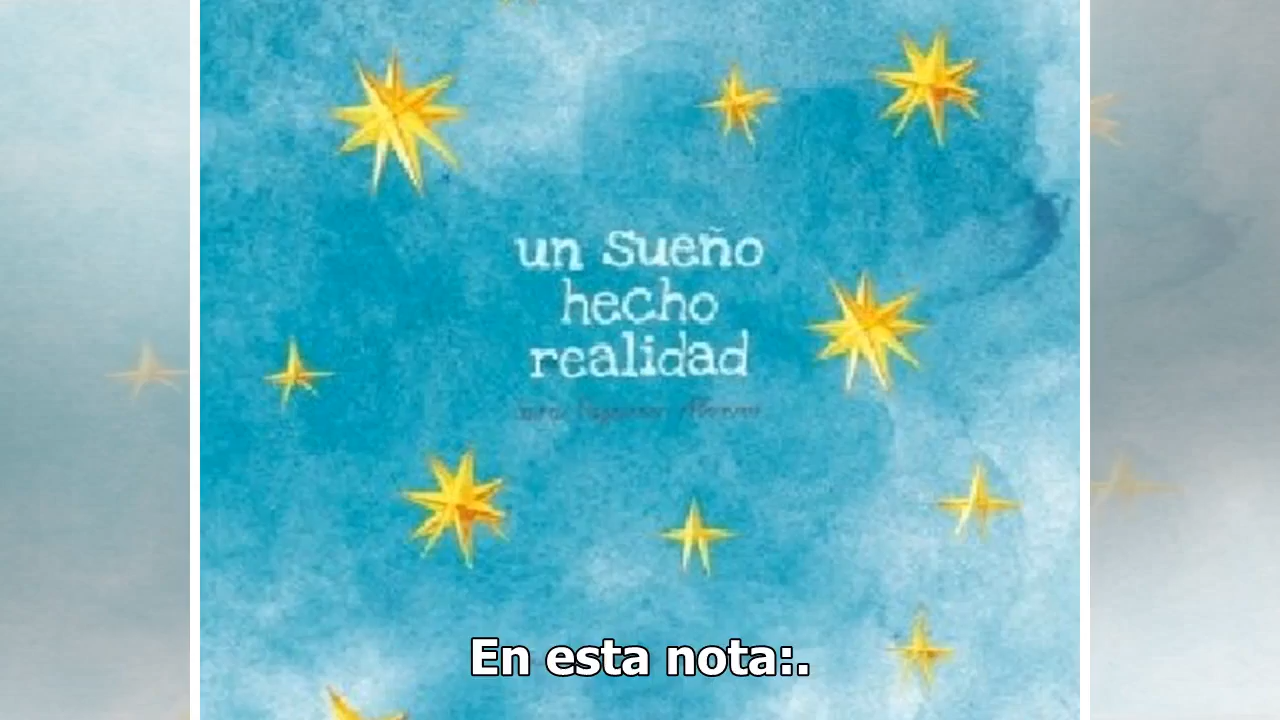 un sueño
hecho
realidad
En esta nota:.